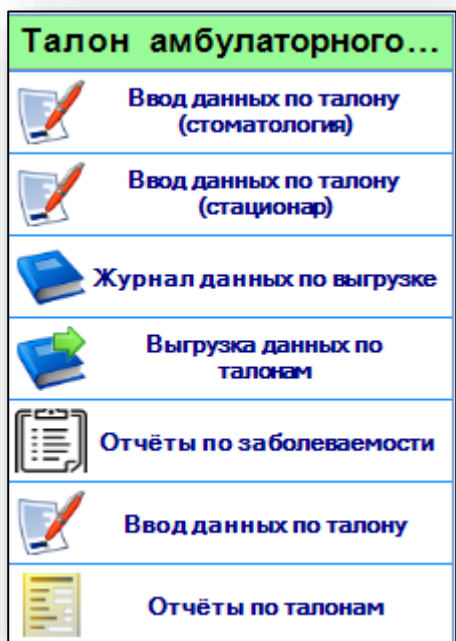 Талон амбулаторного...
Ввод данных по талону
(стоматология)
Ввод данных по талону
(стационар)
Журнал данных по выгрузке
Выгрузка данных по
талонам
Отчёты по заболеваемости
Ввод данных по талону
Отчёты по талонам